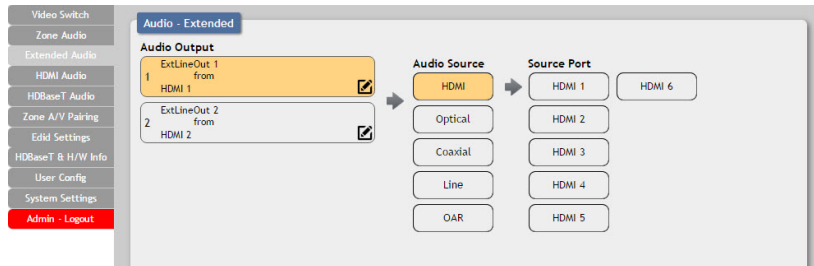 Video Switch
Zone Audio
Extended Audio
HDMI Audio
HDBaseT Audio
Zone A/V Pairing
Edid Settings
HDBaseT & H/W Info
User Config
System Settings
Admin - Logout
Audio - Extended
Audio Output
ExtLineOut 1
1 from
HDMI 1
ExtLineOut 2
2 from
HDMI 2
Audio Source
HDMI
Optical
Coaxial
Line
OAR
Source Port
HDMI 1 HDMI 6
HDMI 2
HDMI 3
HDMI 4
HDMI 5